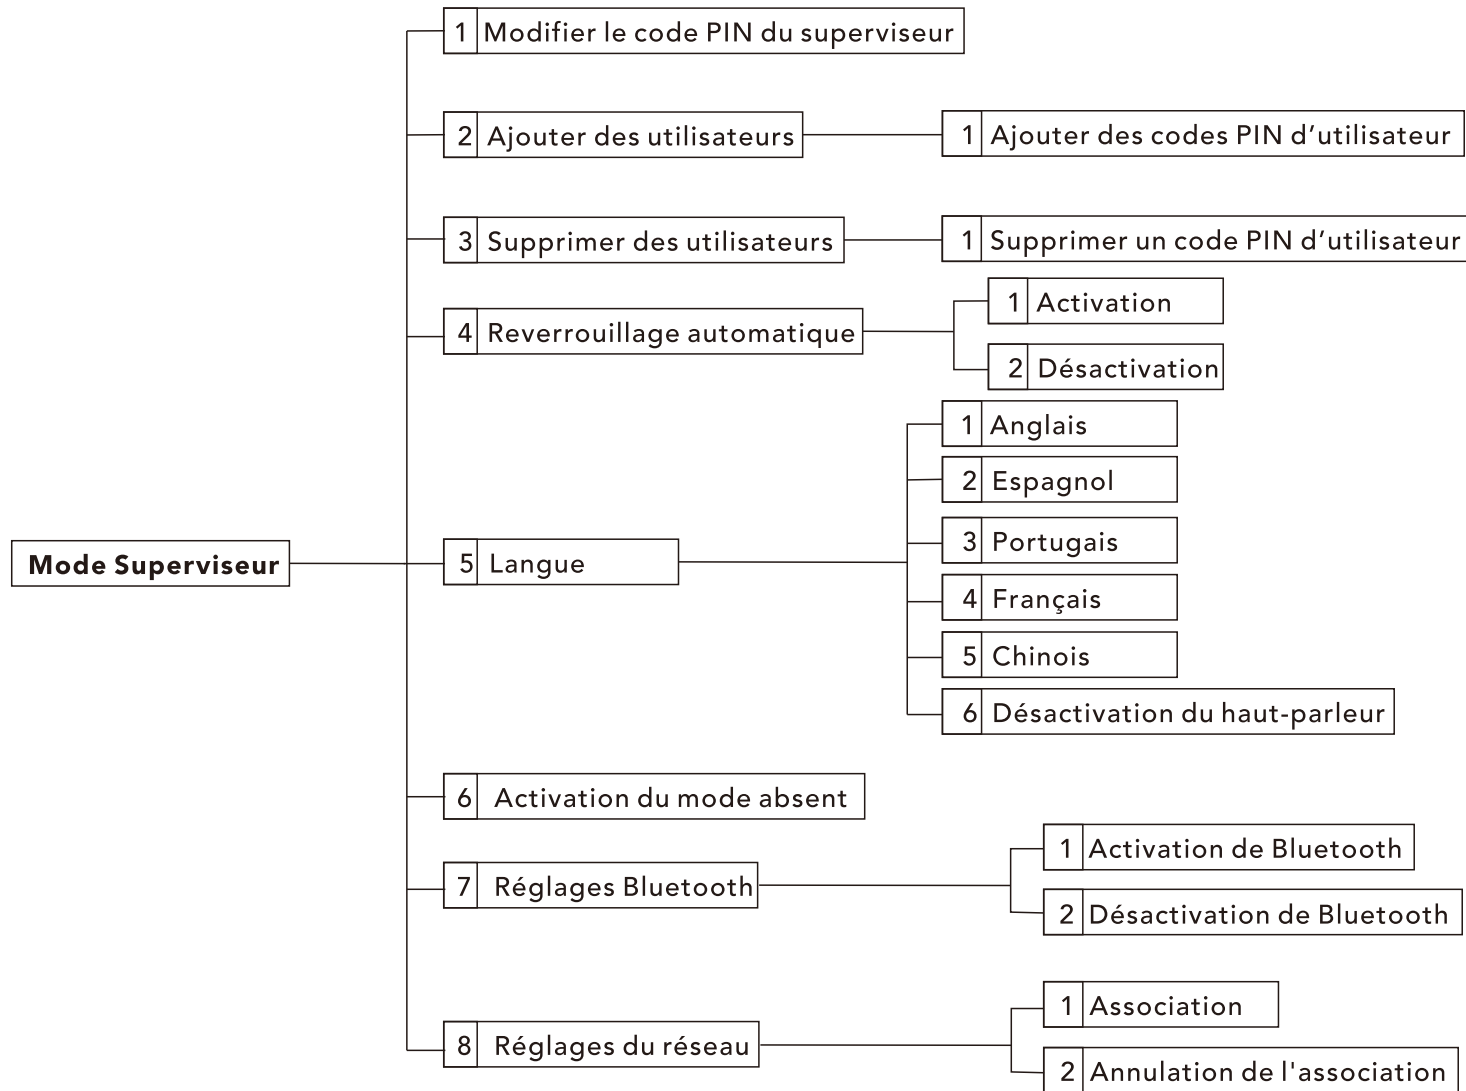 1 Modifier le code PIN du superviseur
2 Ajouter des utilisateurs
1 Ajouter des codes PIN d’utilisateur
3 Supprimer des utilisateurs
1 Supprimer un code PIN d’utilisateur
4 Reverrouillage automatique
1 Activation
2 Désactivation
Mode Superviseur
5 Langue
1 Anglais
2 Espagnol
3 Portugais
4 Français
5 Chinois
6 Désactivation du haut-parleur
6 Activation du mode absent
7 Réglages Bluetooth
1 Activation de Bluetooth
2 Désactivation de Bluetooth
8 Réglages du réseau
1 Association
2 Annulation de l'association